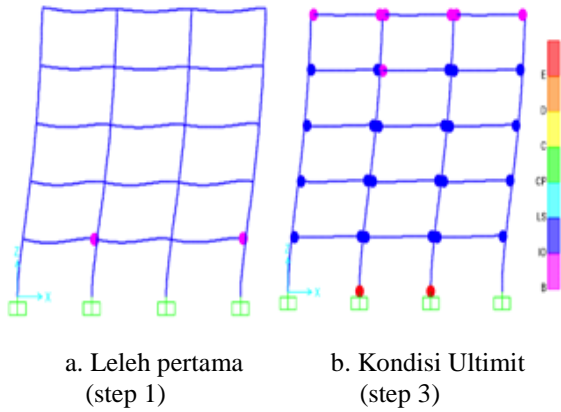 E
D
C
CP
LS
IO
B
Z
X
X
a. Leleh pertama
(step 1)
b. Kondisi Ultimit
(step 3)